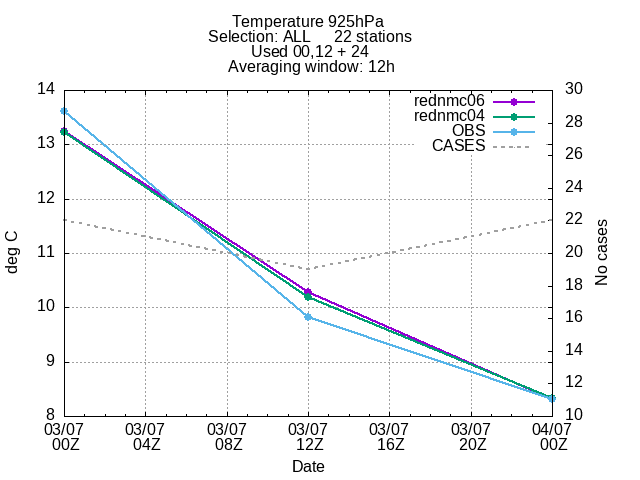 Temperature 925hPa
Selection: ALL 22 stations
Used 00,12 + 24
Averaging window: 12h
14 30
rednmc06
rednmc04 28
OBS
13 CASES 26
24
12
22
deg C 11 20 No cases
18
10
16
14
9
12
8 10
03/07 03/07 03/07 03/07 03/07 03/07 04/07
00Z 04Z 08Z 12Z 16Z 20Z 00Z
Date